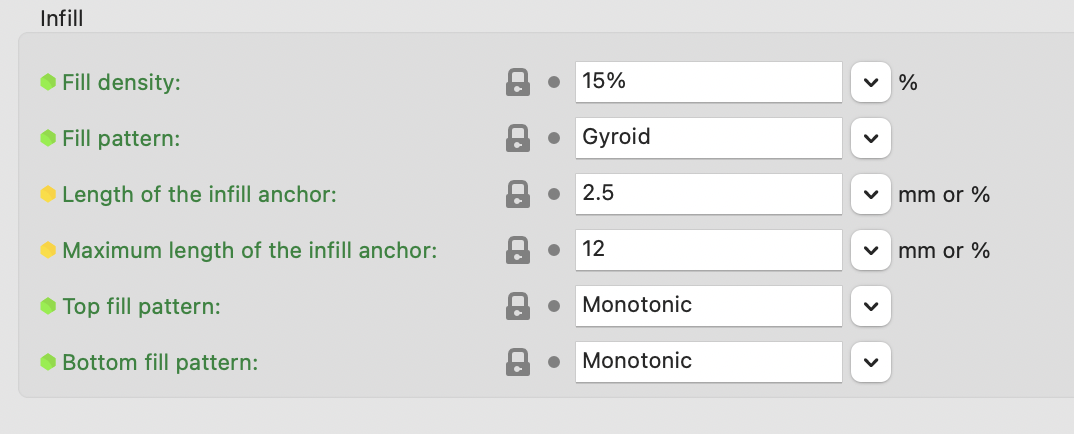 Infill
Fill density: 15% %
Fill pattern: Gyroid
Length of the infill anchor: 2.5 mm or %
Maximum length of the infill anchor: 12 mm or %
Top fill pattern: Monotonic
Bottom fill pattern: Monotonic